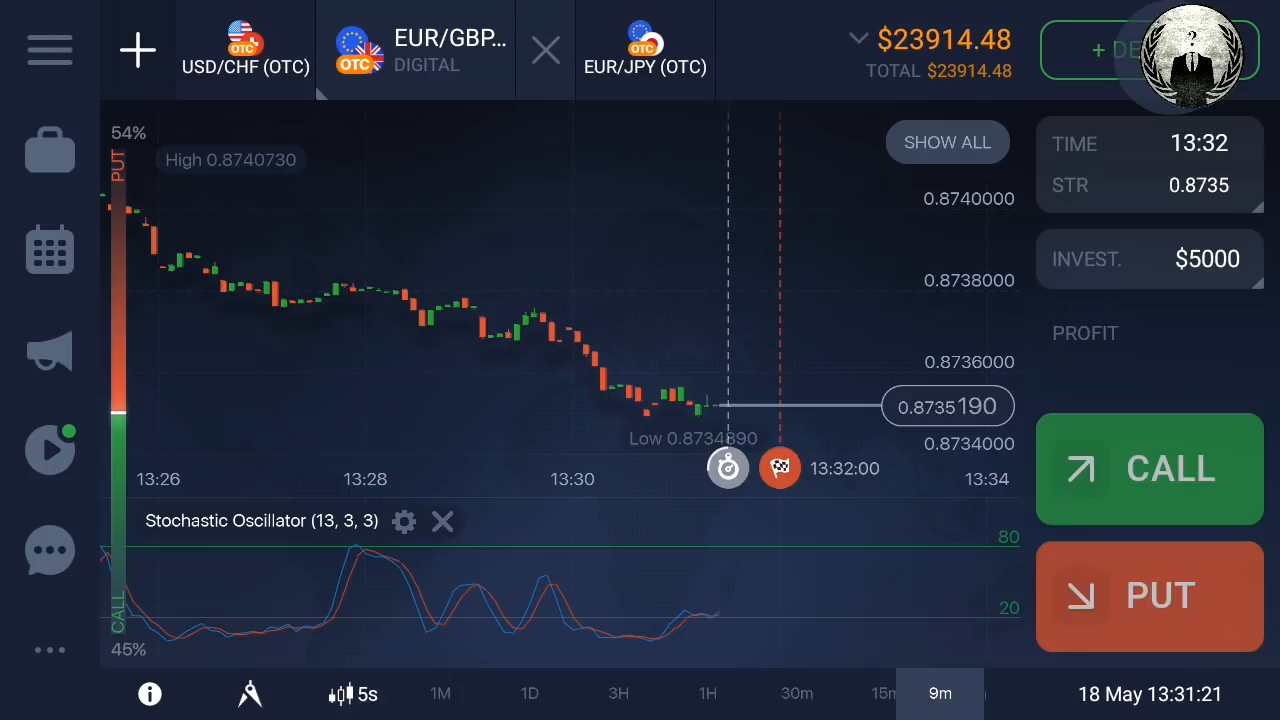 OTC
USD/CHF (OTC)
OTC
EUR/GBP...
DIGITAL
OTC
EUR/JPY (OTC)
$23914.48
TOTAL $23914.48
+ DE
?
54%
PUT
High 0.8740730
SHOW ALL
TIME 13:32
STR 0.8735
INVEST. $5000
PROFIT
0.8740000
0.8738000
0.8736000
0.8735190
0.8734000
Low 0.8734890
13:26
13:28
13:30
13:32:00
13:34
CALL
PUT
Stochastic Oscillator (13, 3, 3)
80
20
CALL
45%
5s
1M
1D
3H
1H
30m
15m
9m
18 May 13:31:21